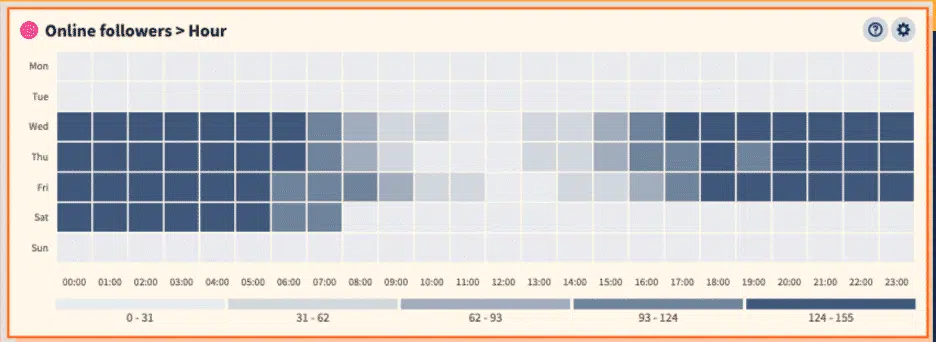 Online followers > Hour
Mon
Tue
Wed
Thu
Fri
Sat
Sun
00:00 01:00 02:00 03:00 04:00 05:00 06:00 07:00 08:00 09:00 10:00 11:00 12:00 13:00 14:00 15:00 16:00 17:00 18:00 19:00 20:00 21:00 22:00 23:00
0 - 31 31 - 62 62 - 93 93 - 124 124 - 155